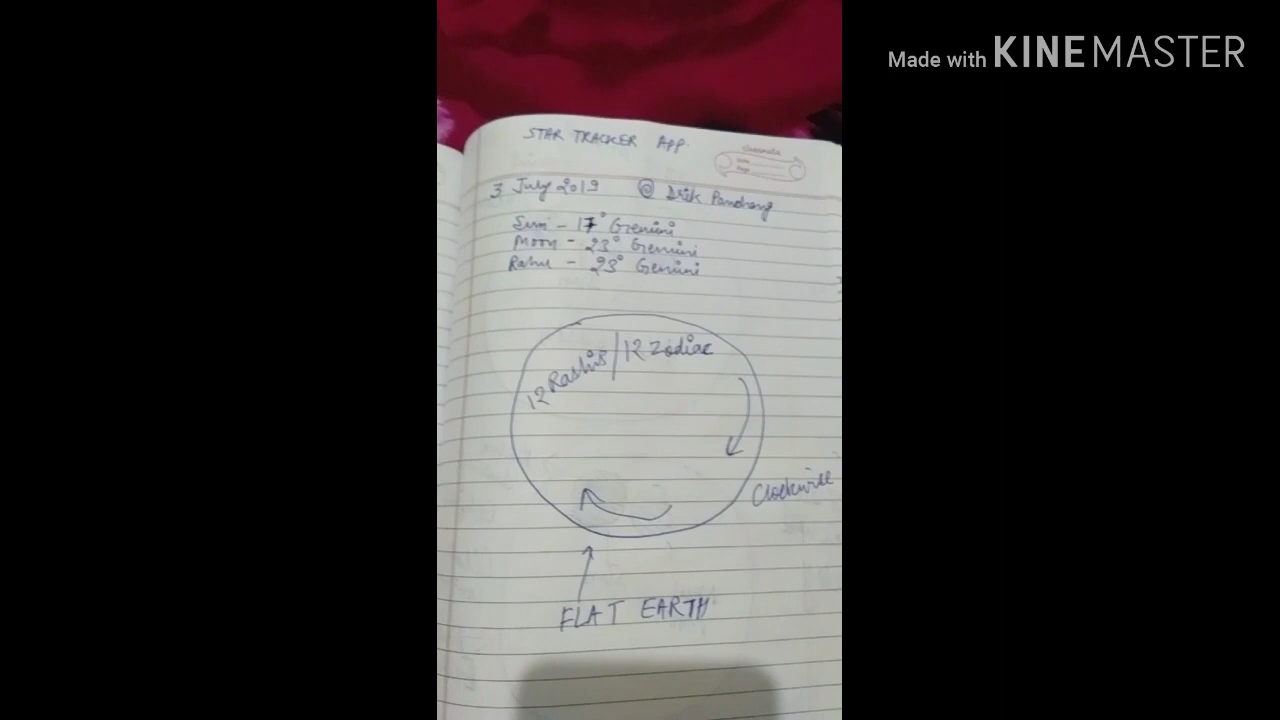 Made with KINEMASTER
STAR TRACKER APP.
3 July 2019 @ Drik Panchang
Sun - 17° Gemini
Moon - 23° Gemini
Rahu - 23° Gemini
12 Rashis / 12 Zodiac
Clockwise
FLAT EARTH